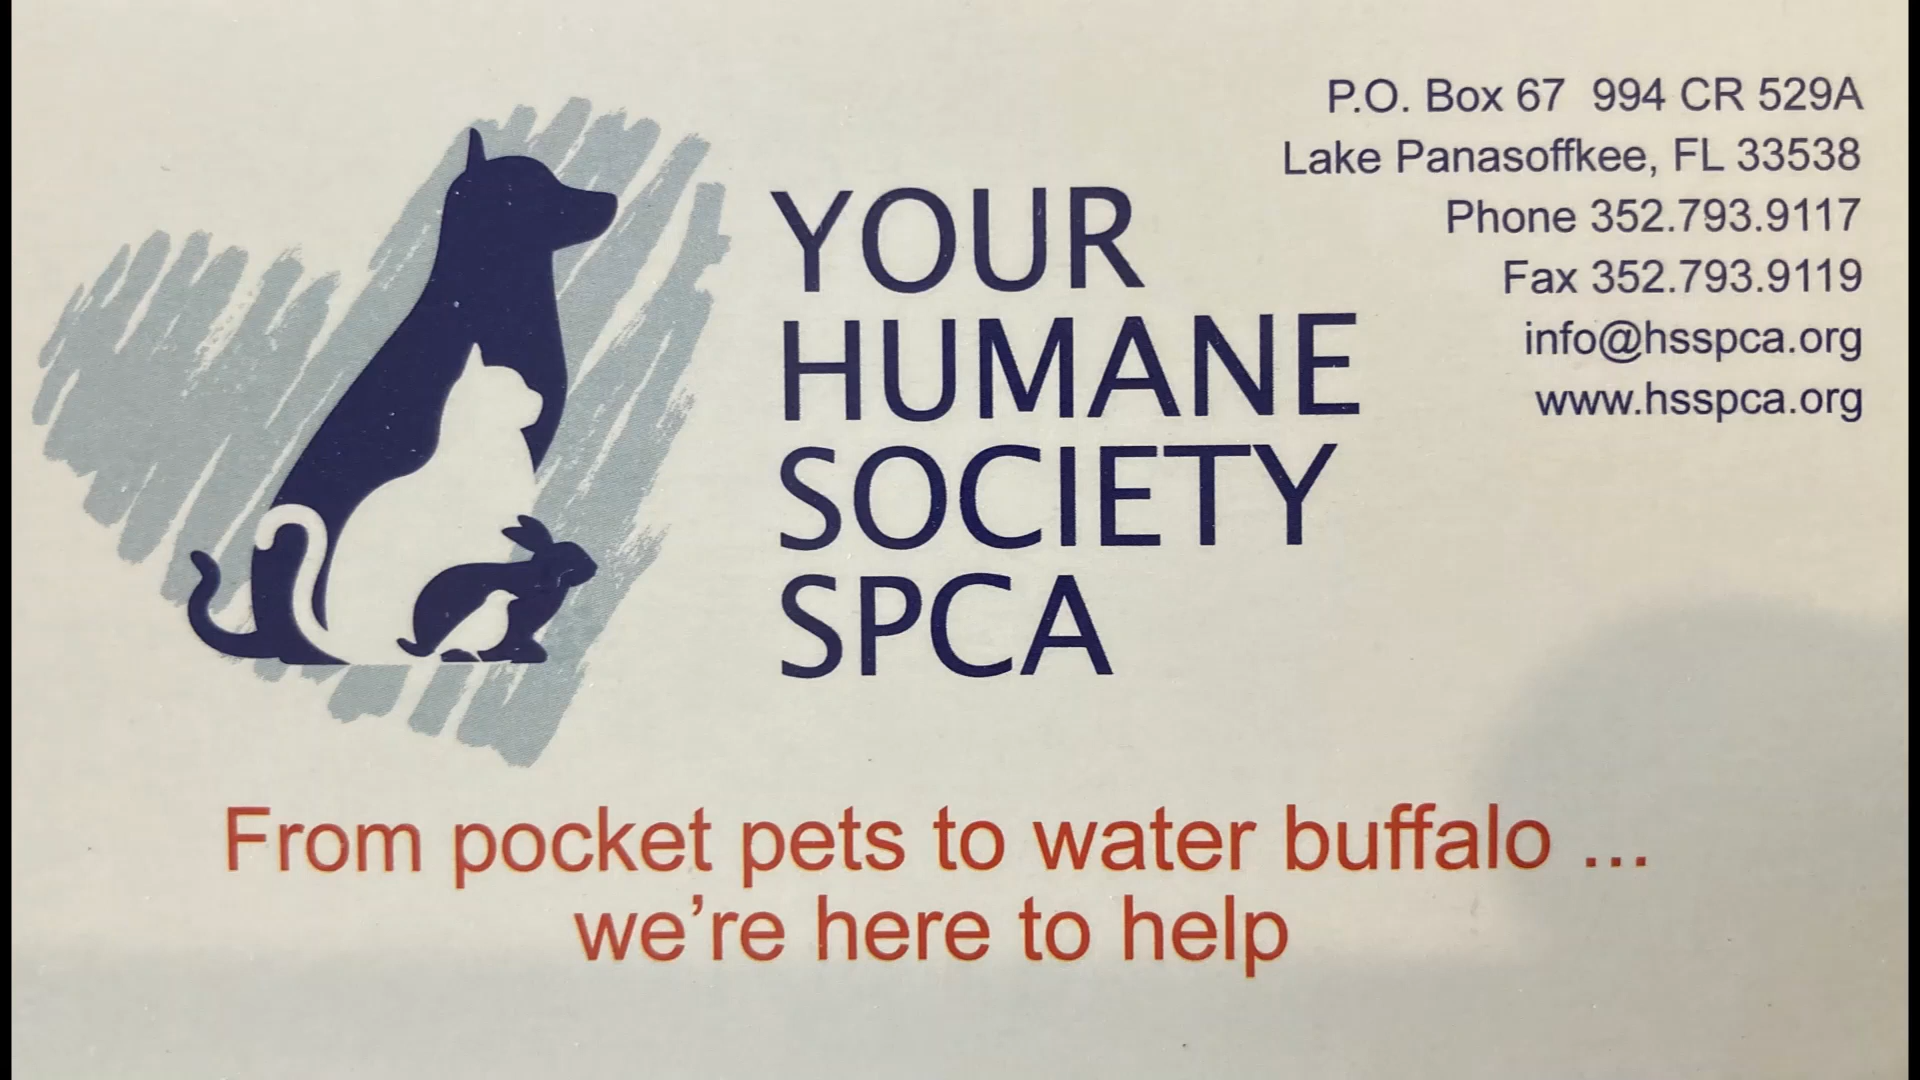 P.O. Box 67  994 CR 529A
Lake Panasoffkee, FL 33538
Phone 352.793.9117
Fax 352.793.9119
info@hsspca.org
www.hsspca.org
YOUR
HUMANE
SOCIETY
SPCA
From pocket pets to water buffalo ...
we're here to help